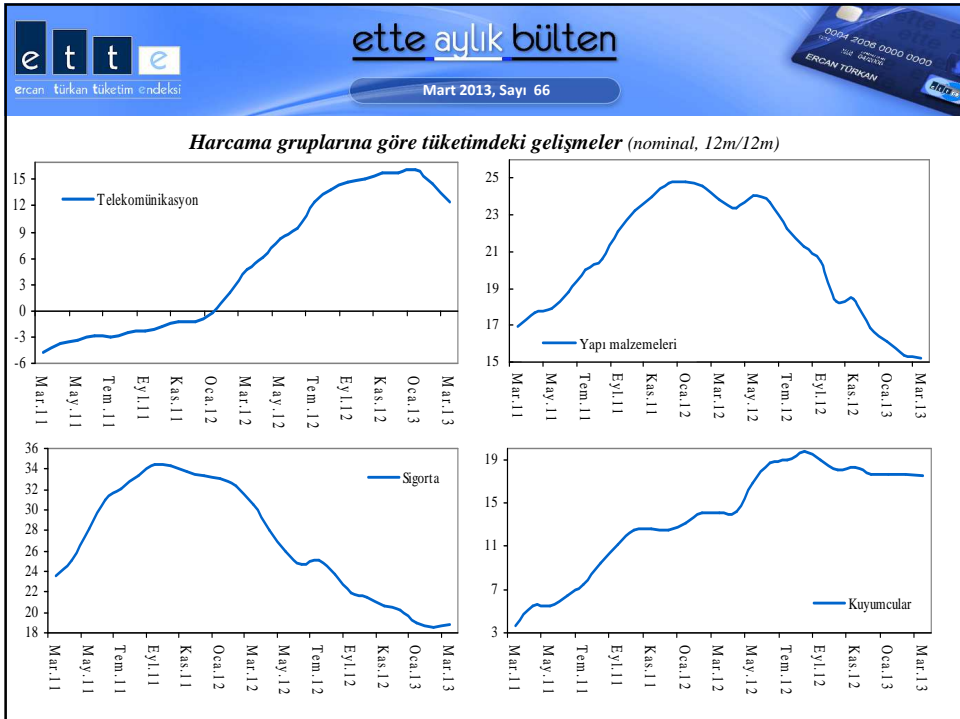 ette
ercan türkan tüketim endeksi
ette aylık bülten
Mart 2013, Sayı 66
0004 2006 0000 0000
ERCAN TÜRKAN
Harcama gruplarına göre tüketimdeki gelişmeler (nominal, 12m/12m)
15
12
9
6
3
0
-3
-6
Telekomünikasyon
Mar.11
May.11
Tem.11
Eyl.11
Kas.11
Oca.12
Mar.12
May.12
Tem.12
Eyl.12
Kas.12
Oca.13
Mar.13
25
23
21
19
17
15
Yapı malzemeleri
Mar.11
May.11
Tem.11
Eyl.11
Kas.11
Oca.12
Mar.12
May.12
Tem.12
Eyl.12
Kas.12
Oca.13
Mar.13
36
34
32
30
28
26
24
22
20
18
Sigorta
Mar.11
May.11
Tem.11
Eyl.11
Kas.11
Oca.12
Mar.12
May.12
Tem.12
Eyl.12
Kas.12
Oca.13
Mar.13
19
15
11
7
3
Kuyumcular
Mar.11
May.11
Tem.11
Eyl.11
Kas.11
Oca.12
Mar.12
May.12
Tem.12
Eyl.12
Kas.12
Oca.13
Mar.13